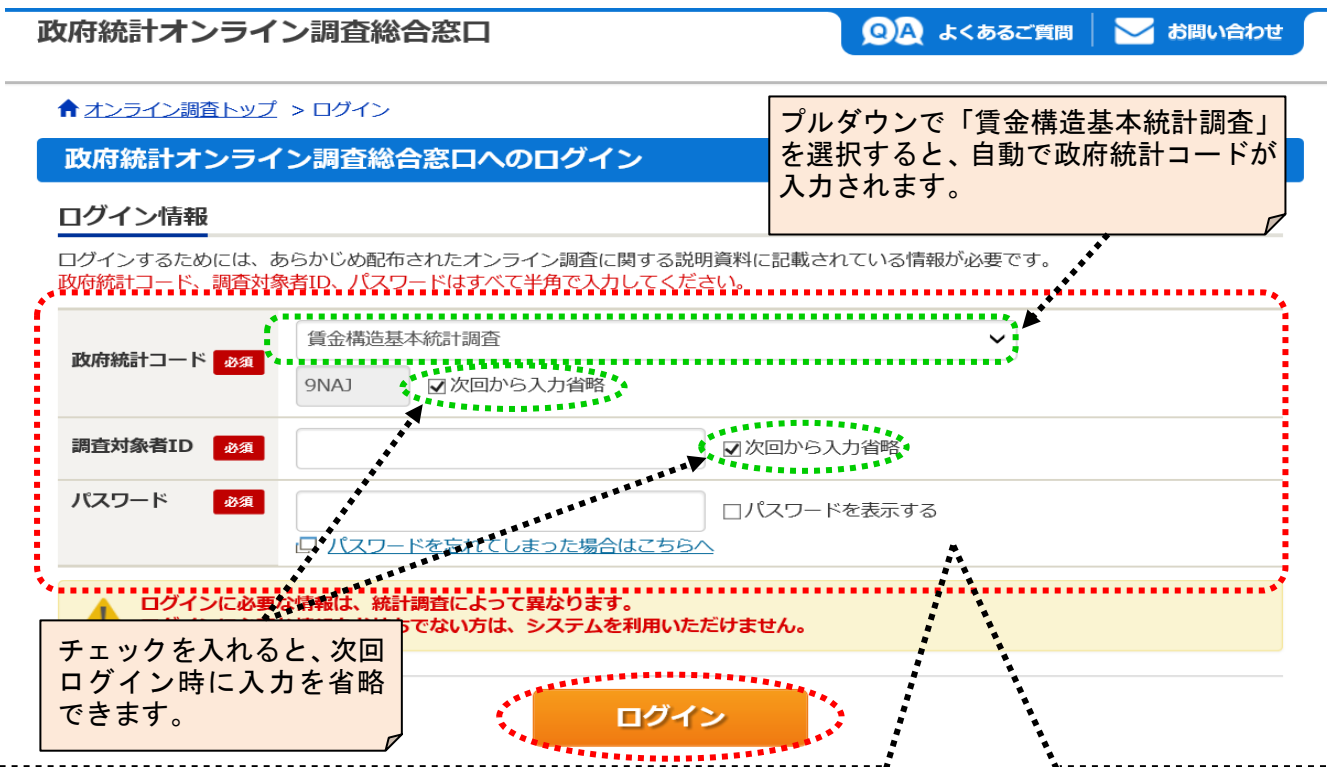 政府統計オンライン調査総合窓口
QA よくあるご質問
お問い合わせ
オンライン調査トップ > ログイン
政府統計オンライン調査総合窓口へのログイン
プルダウンで「賃金構造基本統計調査」
を選択すると、自動で政府統計コードが
入力されます。
ログイン情報
ログインするためには、あらかじめ配布されたオンライン調査に関する説明資料に記載されている情報が必要です。
政府統計コード、調査対象者ID、パスワードはすべて半角で入力してください。
政府統計コード 必須
賃金構造基本統計調査
9NAJ
次回から入力省略
調査対象者ID 必須
次回から入力省略
パスワード 必須
パスワードを表示する
パスワードを忘れてしまった場合はこちらへ
ログインに必要な情報は、統計調査によって異なります。
でない方は、システムを利用いただけません。
チェックを入れると、次回
ログイン時に入力を省略
できます。
ログイン